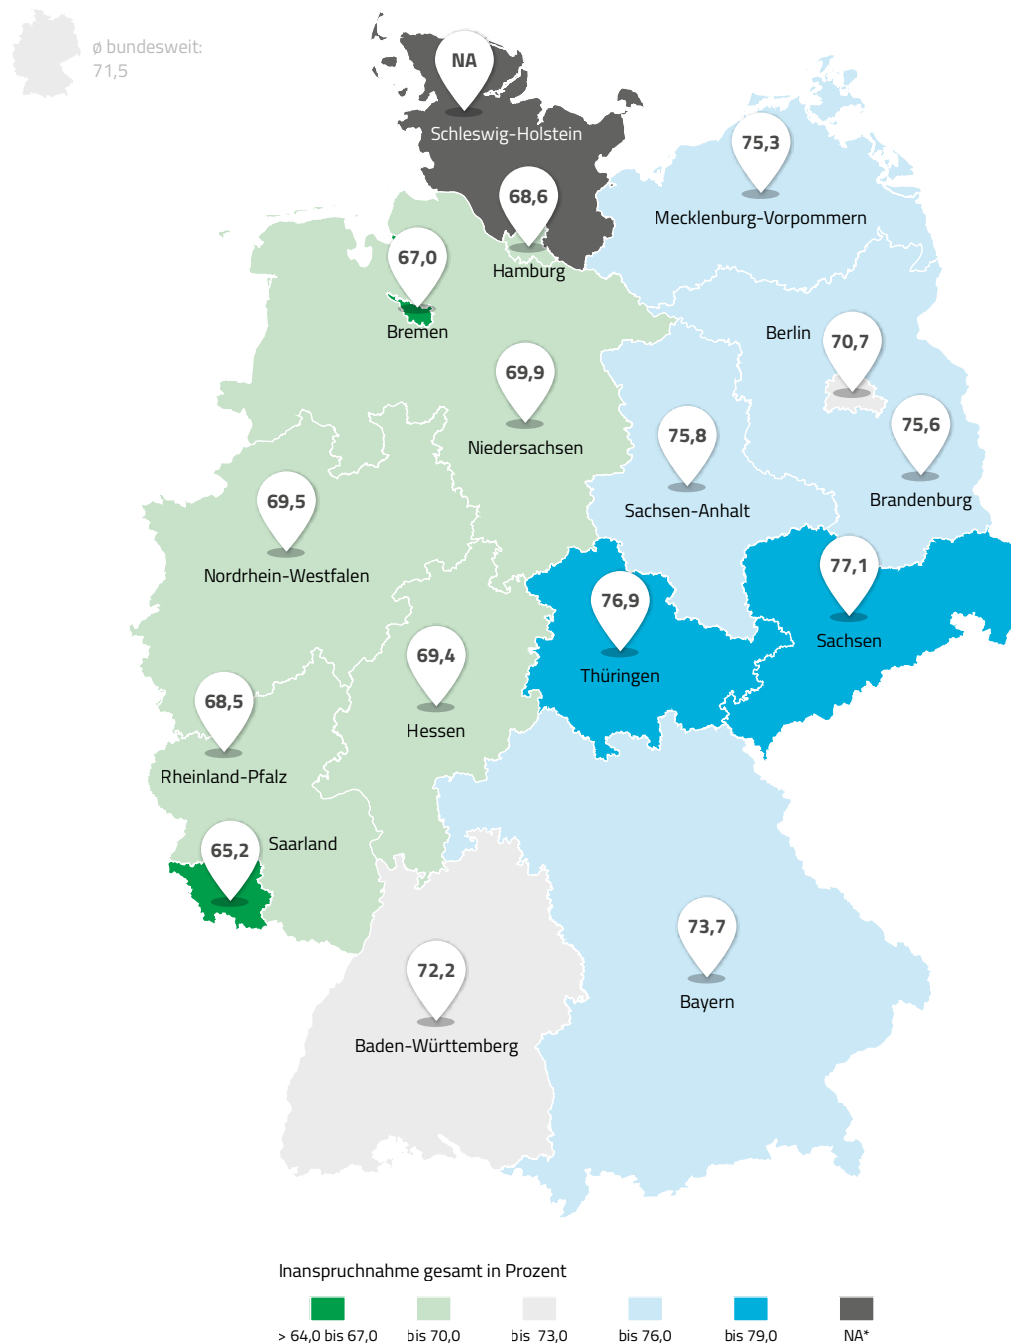 ø bundesweit:
71,5
NA
Schleswig-Holstein
75,3
Mecklenburg-Vorpommern
68,6
Hamburg
67,0
Bremen
Berlin
70,7
69,9
Niedersachsen
75,8
Sachsen-Anhalt
75,6
Brandenburg
69,5
Nordrhein-Westfalen
77,1
Sachsen
76,9
Thüringen
69,4
Hessen
68,5
Rheinland-Pfalz
Saarland
65,2
73,7
Bayern
72,2
Baden-Württemberg
Inanspruchnahme gesamt in Prozent
> 64,0 bis 67,0 bis 70,0 bis 73,0 bis 76,0 bis 79,0 NA*